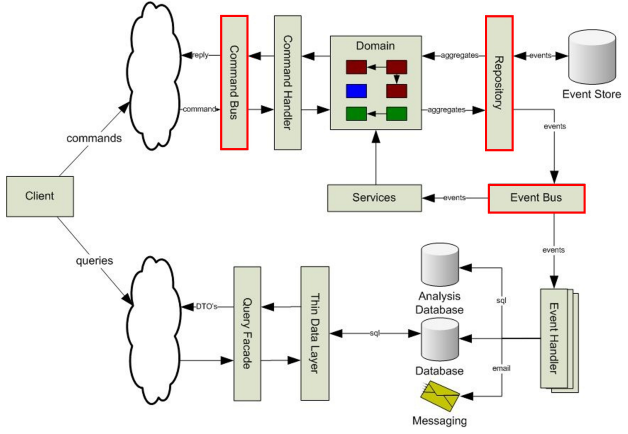 reply
command
Command Bus
Command Handler
Domain
aggregates
aggregates
Repository
events
Event Store
events
commands
Client
Services
events
Event Bus
events
queries
DTO's
Query Facade
Thin Data Layer
sql
Analysis
Database
sql
Database
email
Messaging
Event Handler